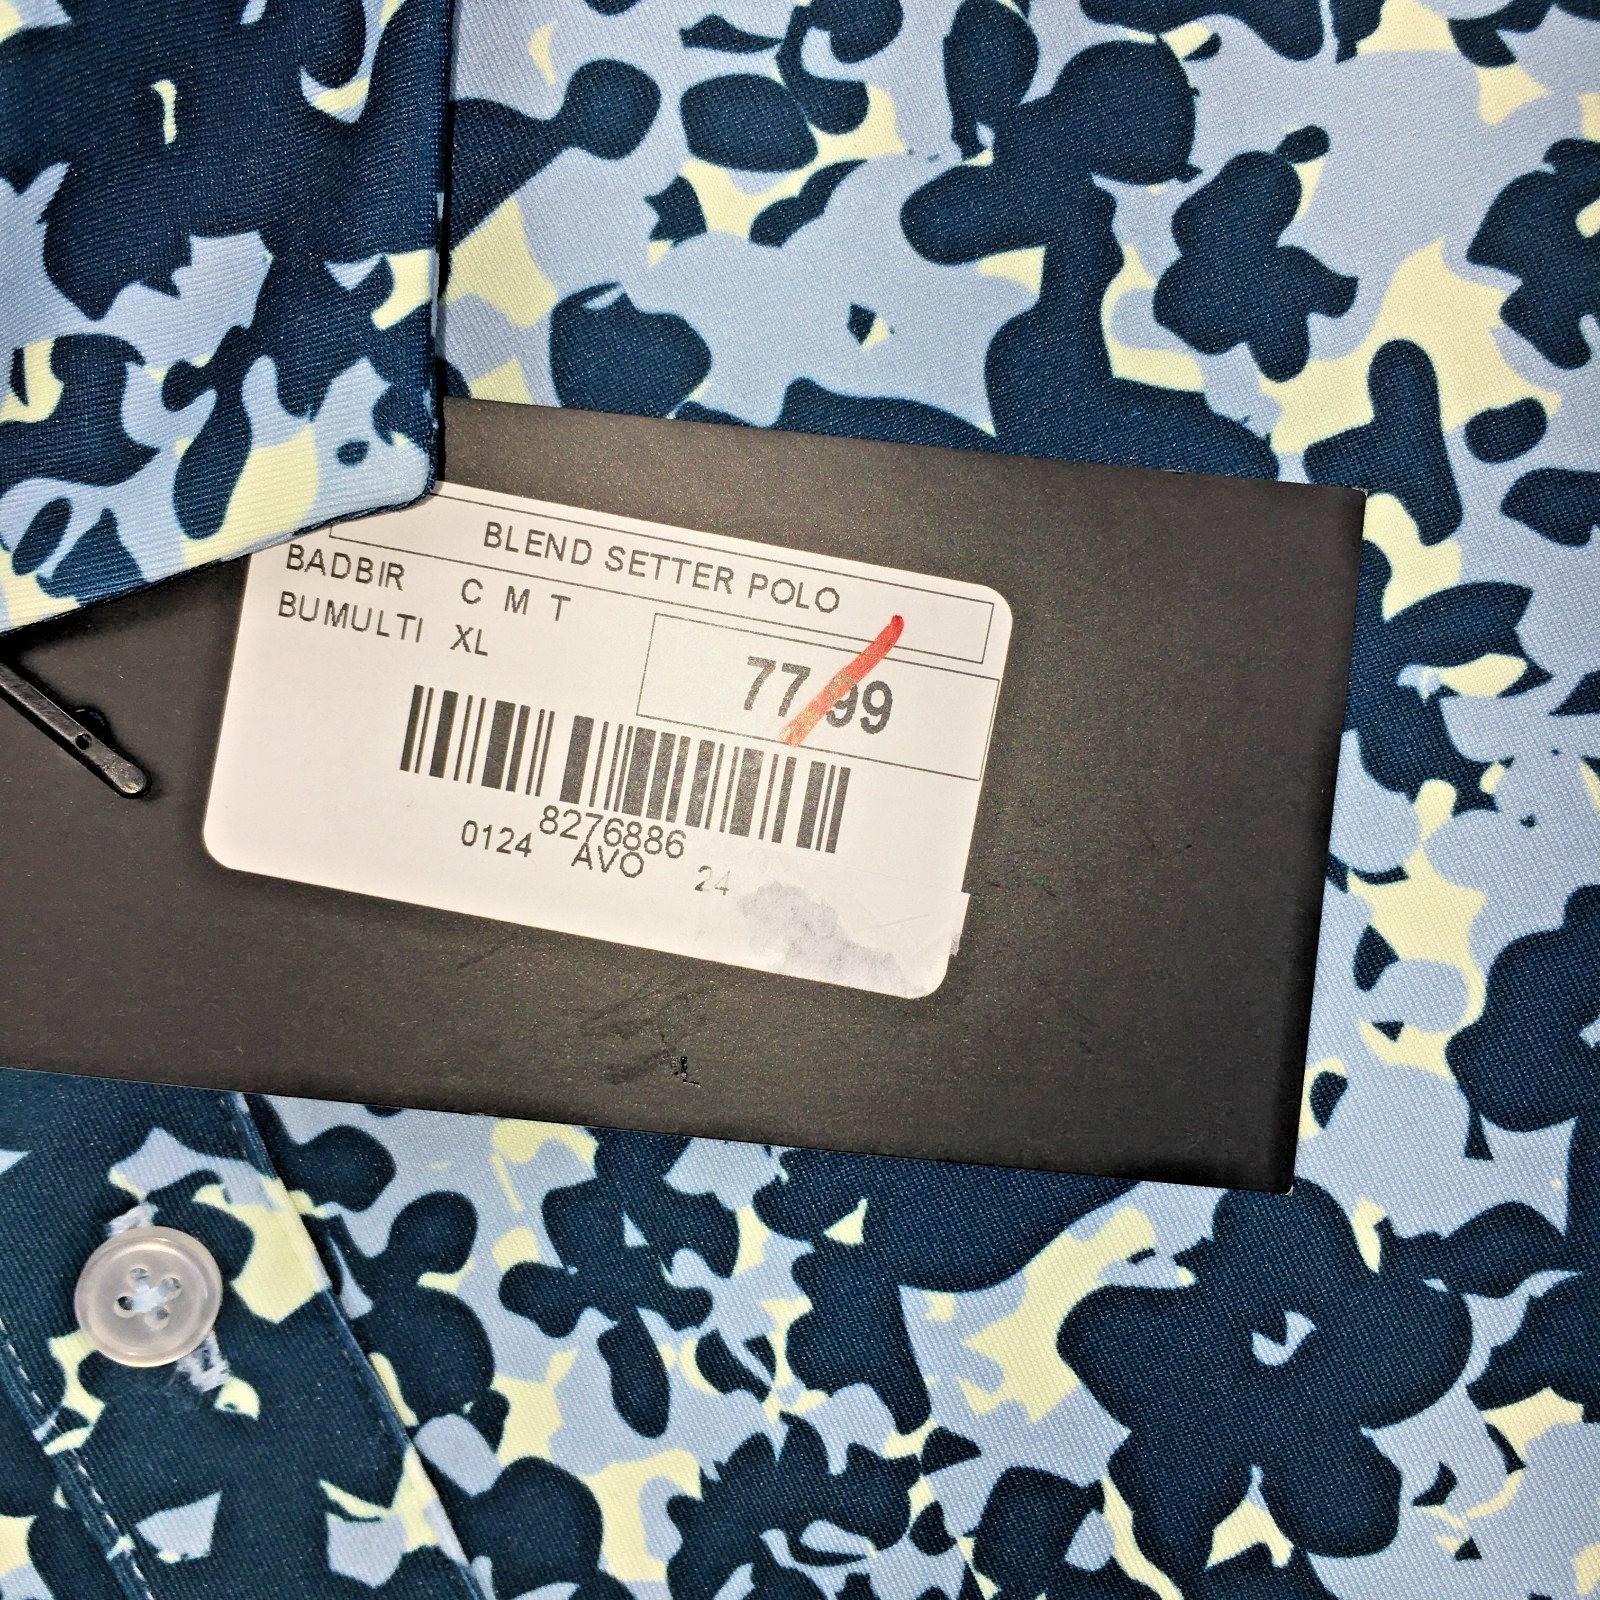 BLEND SETTER POLO
BADBIR C M T
BUMULTI XL
77 99
8276886
0124 AVO 24